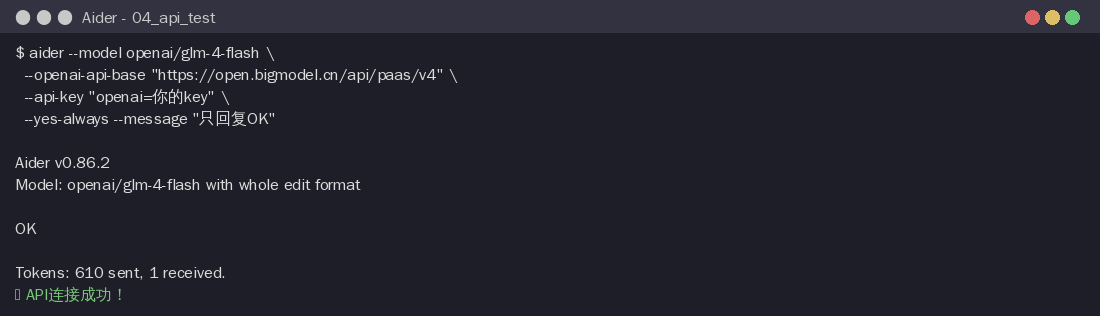 Aider - 04_api_test
$ aider --model openai/glm-4-flash \
--openai-api-base "https://open.bigmodel.cn/api/paas/v4" \
--api-key "openai=你的key" \
--yes-always --message "只回复OK"
Aider v0.86.2
Model: openai/glm-4-flash with whole edit format
OK
Tokens: 610 sent, 1 received.
API连接成功！